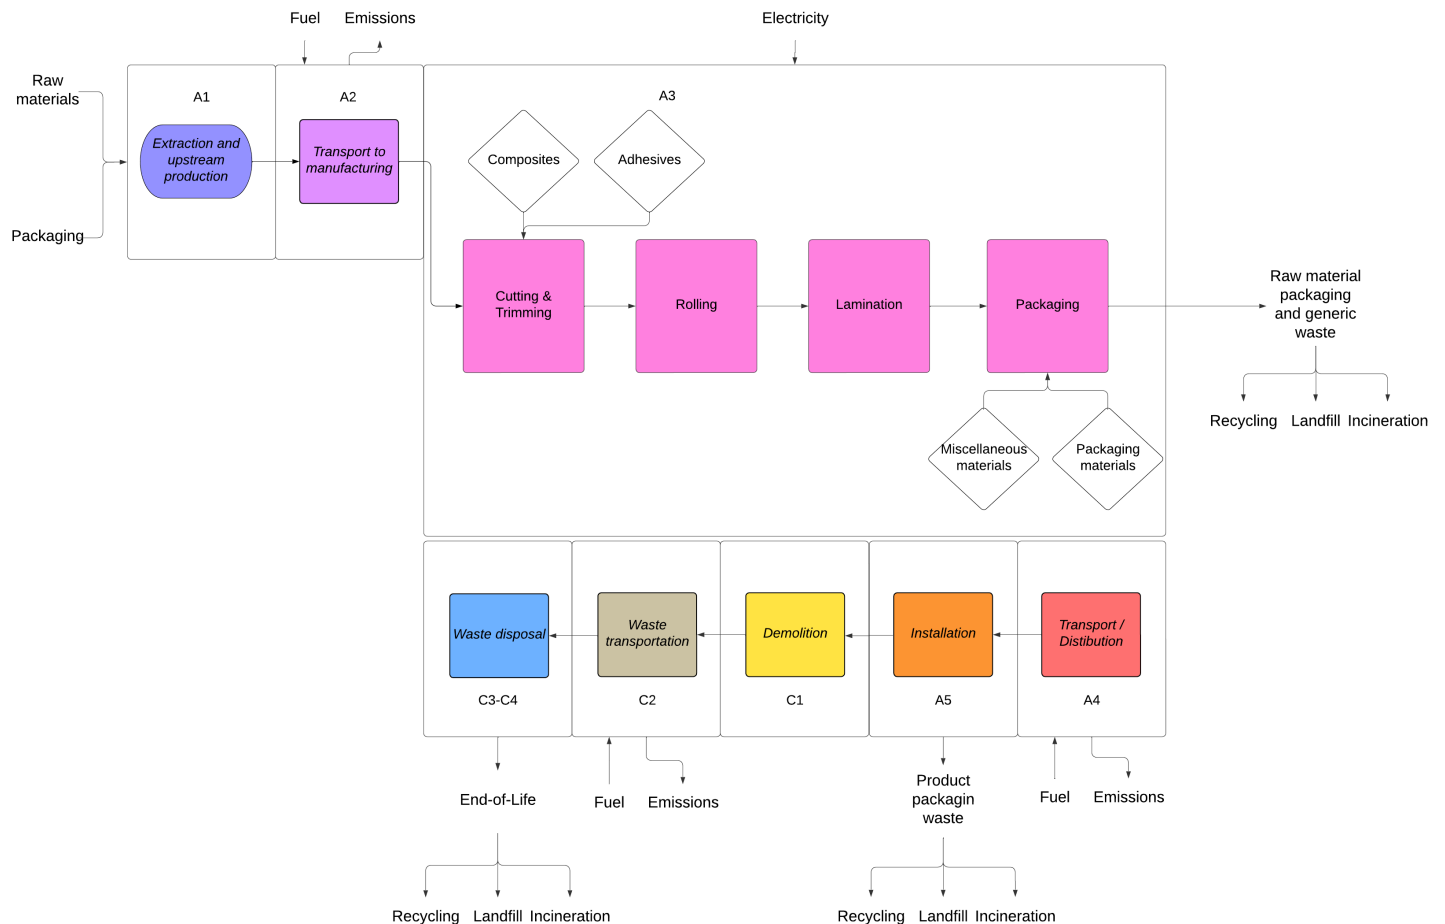 Fuel
Emissions
Electricity
Raw
materials
A1
A2
A3
Extraction and
upstream
production
Transport to
manufacturing
Composites
Adhesives
Packaging
Cutting &
Trimming
Rolling
Lamination
Packaging
Raw material
packaging
and generic
waste
Recycling
Landfill
Incineration
Miscellaneous
materials
Packaging
materials
Waste disposal
Waste
transportation
Demolition
Installation
Transport /
Distibution
C3-C4
C2
C1
A5
A4
End-of-Life
Fuel
Emissions
Product
packagin
waste
Fuel
Emissions
Recycling
Landfill
Incineration
Recycling
Landfill
Incineration